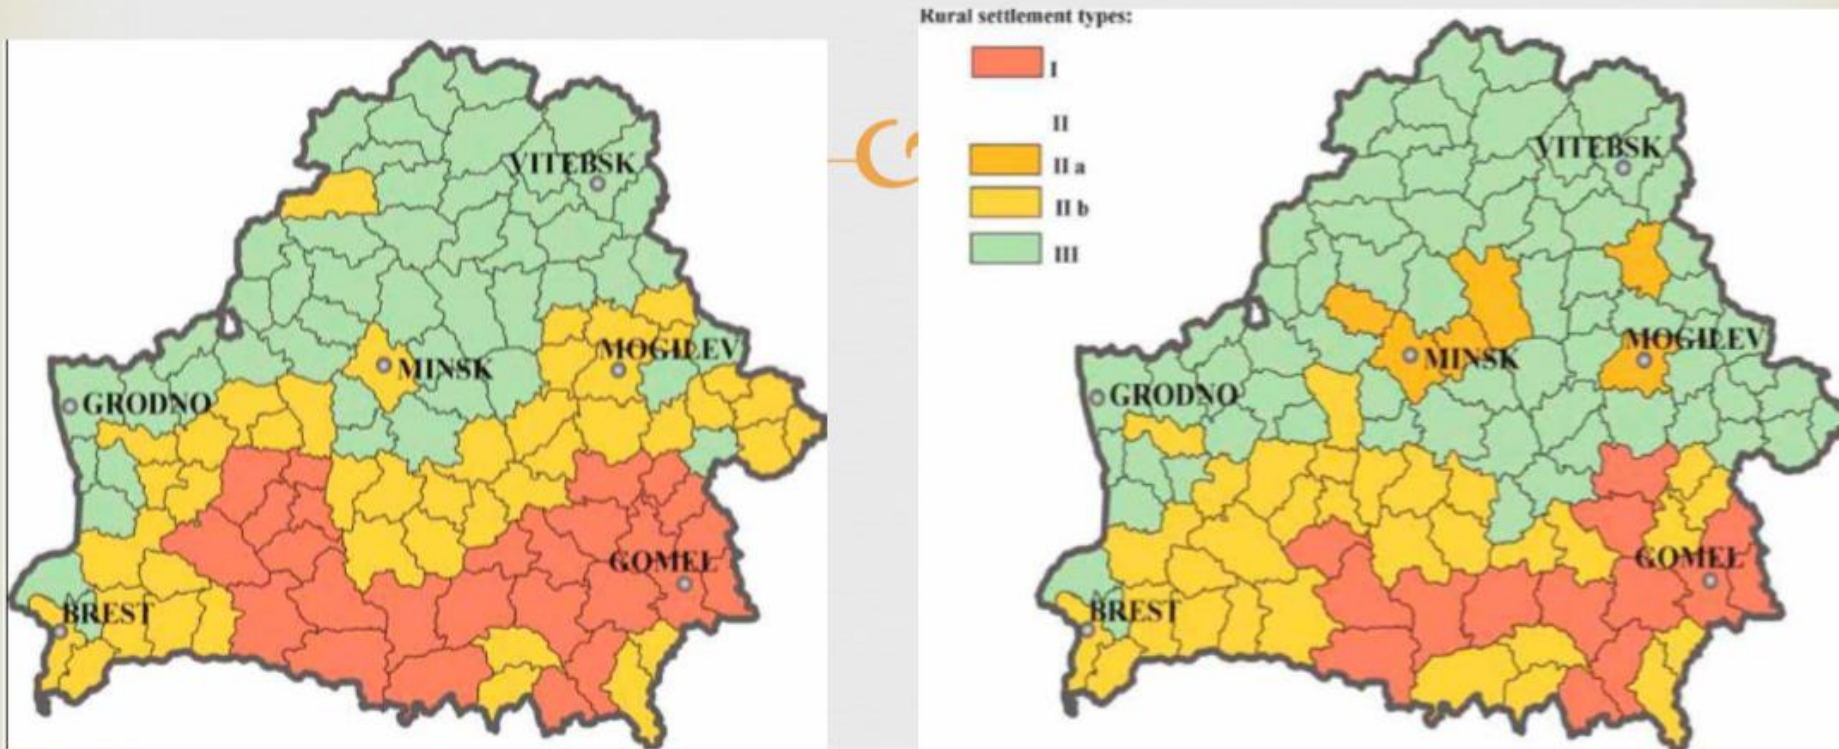 VITEBSK
MINSK
MOGILEV
GRODNO
GOMEL
BREST
Rural settlement types:
I
II
II a
II b
III
VITEBSK
MINSK
MOGILEV
GRODNO
GOMEL
BREST